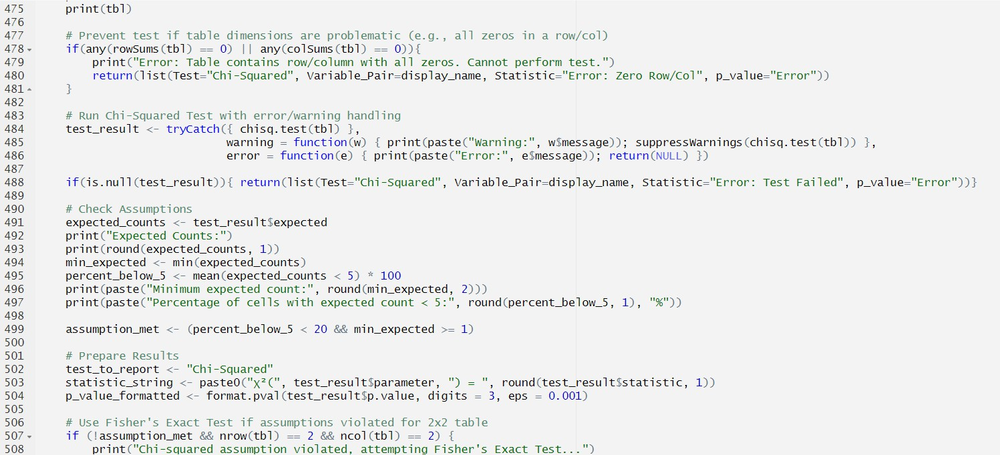 475 print(tbl)
476
477 # Prevent test if table dimensions are problematic (e.g., all zeros in a row/col)
478 if(any(rowSums(tbl) == 0) || any(colSums(tbl) == 0)){
479 print("Error: Table contains row/column with all zeros. Cannot perform test.")
480 return(list(Test="Chi-Squared", Variable_Pair=display_name, Statistic="Error: Zero Row/Col", p_value="Error"))
481 }
482
483 # Run Chi-Squared Test with error/warning handling
484 test_result <- tryCatch({ chisq.test(tbl) },
485 warning = function(w) { print(paste("Warning:", w$message)); suppressWarnings(chisq.test(tbl)) },
486 error = function(e) { print(paste("Error:", e$message)); return(NULL) })
487
488 if(is.null(test_result)){ return(list(Test="Chi-Squared", Variable_Pair=display_name, Statistic="Error: Test Failed", p_value="Error"))}
489
490 # Check Assumptions
491 expected_counts <- test_result$expected
492 print("Expected Counts:")
493 print(round(expected_counts, 1))
494 min_expected <- min(expected_counts)
495 percent_below_5 <- mean(expected_counts < 5) * 100
496 print(paste("Minimum expected count:", round(min_expected, 2)))
497 print(paste("Percentage of cells with expected count < 5:", round(percent_below_5, 1), "%"))
498
499 assumption_met <- (percent_below_5 < 20 && min_expected >= 1)
500
501 # Prepare Results
502 test_to_report <- "Chi-Squared"
503 statistic_string <- paste0("χ²(", test_result$parameter, ") = ", round(test_result$statistic, 1))
504 p_value_formatted <- format.pval(test_result$p.value, digits = 3, eps = 0.001)
505
506 # Use Fisher's Exact Test if assumptions violated for 2x2 table
507 if (!assumption_met && nrow(tbl) == 2 && ncol(tbl) == 2) {
508 print("Chi-squared assumption violated, attempting Fisher's Exact Test...")